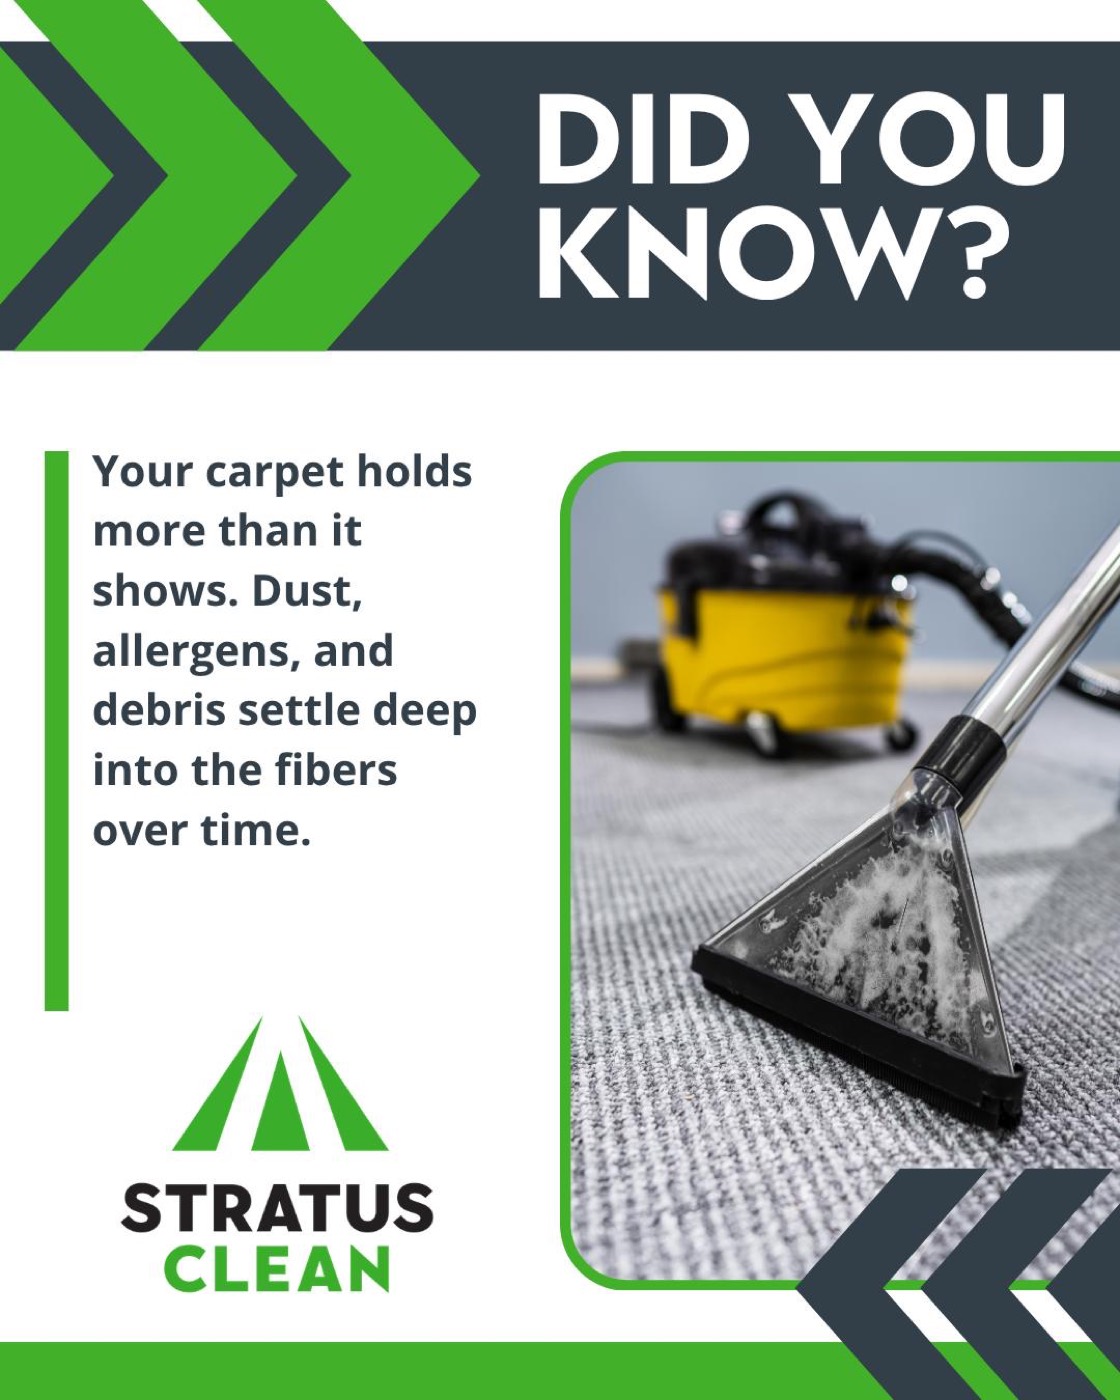 DID YOU
KNOW?
Your carpet holds
more than it
shows. Dust,
allergens, and
debris settle deep
into the fibers
over time.
STRATUS
CLEAN